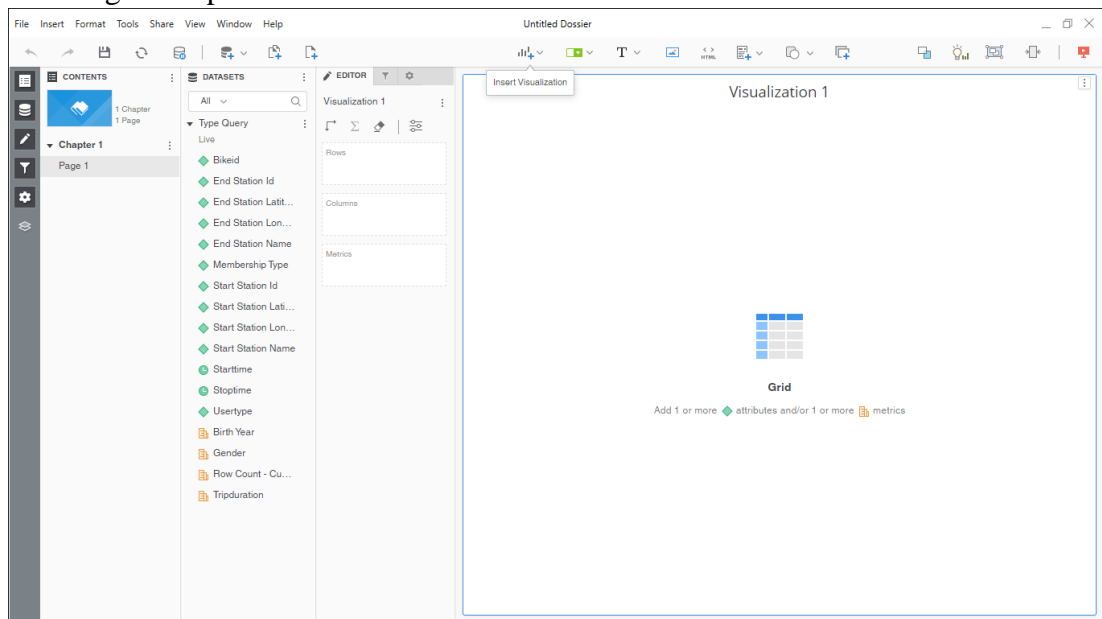 File Insert Format Tools Share View Window Help
Untitled Dossier
T
< >
HTML
Insert Visualization
CONTENTS
1 Chapter
1 Page
Chapter 1
Page 1
DATASETS
All
Type Query
Live
Bikeid
End Station Id
End Station Latit...
End Station Lon...
End Station Name
Membership Type
Start Station Id
Start Station Lati...
Start Station Lon...
Start Station Name
Starttime
Stoptime
Usertype
Birth Year
Gender
Row Count - Cu...
Tripduration
EDITOR
Visualization 1
Σ
Rows
Columns
Metrics
Visualization 1
Grid
Add 1 or more attributes and/or 1 or more metrics